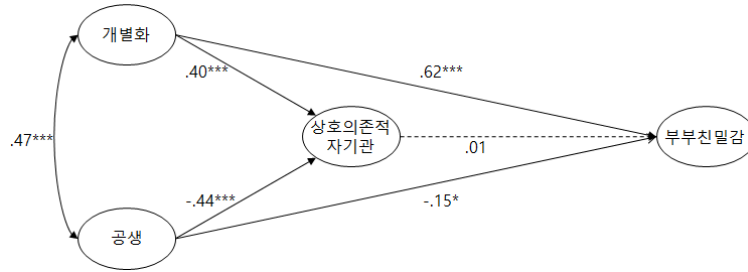 개별화
.40***
.62***
.47***
상호의존적
자기관
.01
부부친밀감
-.44***
-.15*
공생